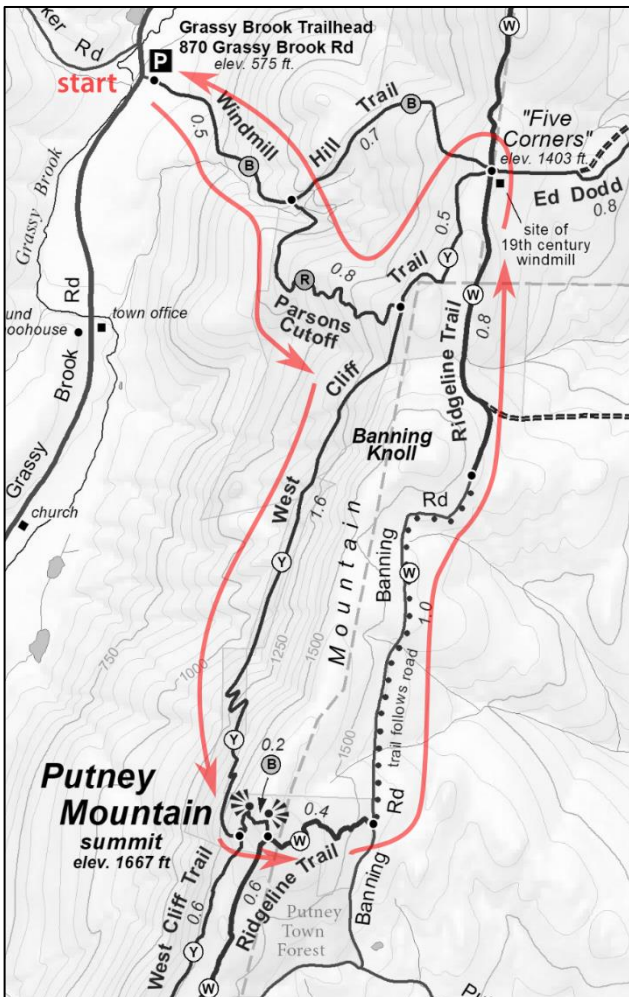 Grassy Brook Trailhead
870 Grassy Brook Rd
elev. 575 ft.
P
start
ker Rd
W
Windmill
Hill
Trail
0.5
0.7
B
B
"Five
Corners"
elev. 1403 ft.
Ed Dodd
0.8
site of
19th century
windmill
Grassy Brook
0.5
Y
R
0.8
Trail
Parsons
Cutoff
W
0.8
Ridgeline Trail
und
oohouse
town office
Grassy
Brook
Rd
church
Cliff
West
1.6
Y
Banning
Knoll
Mountain
Rd
Banning
W
1.0
trail follows road
750
1000
1250
1500
1500
Y
0.2
B
Putney
Mountain
summit
elev. 1667 ft
0.4
W
Rd
Ridgeline Trail
Banning
West Cliff Trail
0.6
0.6
Y
W
Putney
Town
Forest
Pu